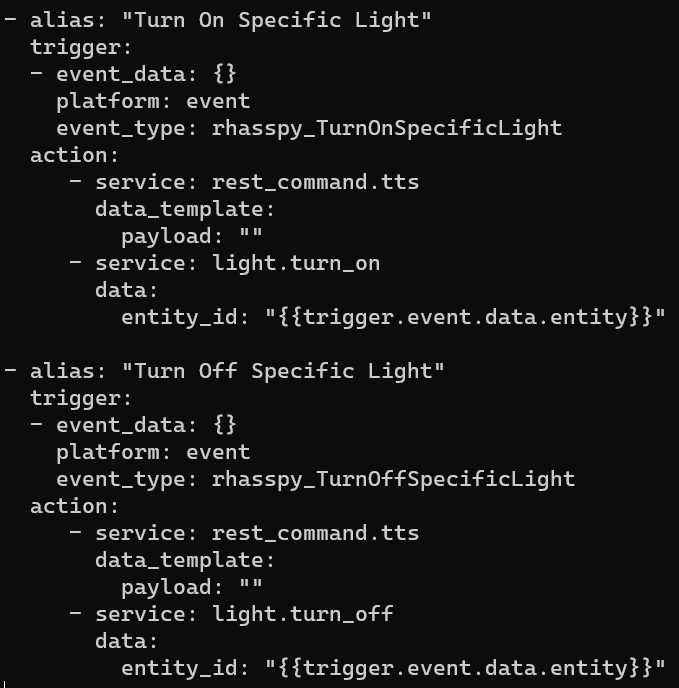 - alias: "Turn On Specific Light"
  trigger:
  - event_data: {}
    platform: event
    event_type: rhasspy_TurnOnSpecificLight
  action:
     - service: rest_command.tts
       data_template:
         payload: ""
     - service: light.turn_on
       data:
         entity_id: "{{trigger.event.data.entity}}"

- alias: "Turn Off Specific Light"
  trigger:
  - event_data: {}
    platform: event
    event_type: rhasspy_TurnOffSpecificLight
  action:
     - service: rest_command.tts
       data_template:
         payload: ""
     - service: light.turn_off
       data:
         entity_id: "{{trigger.event.data.entity}}"